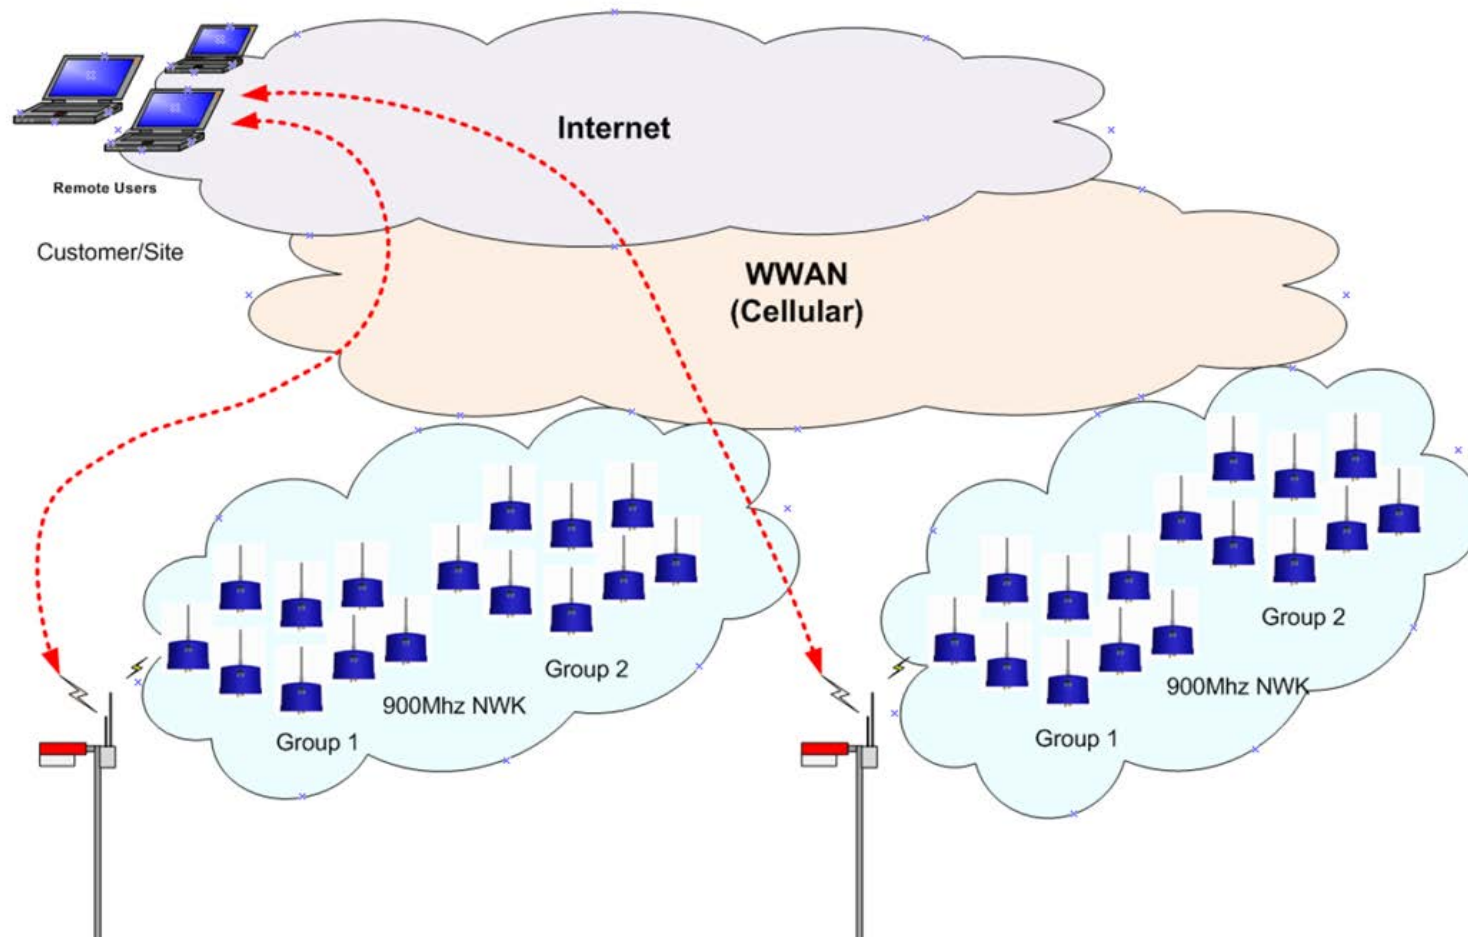 Internet
Remote Users
Customer/Site
WWAN
(Cellular)
Group 2
900Mhz NWK
Group 1
Group 2
900Mhz NWK
Group 1